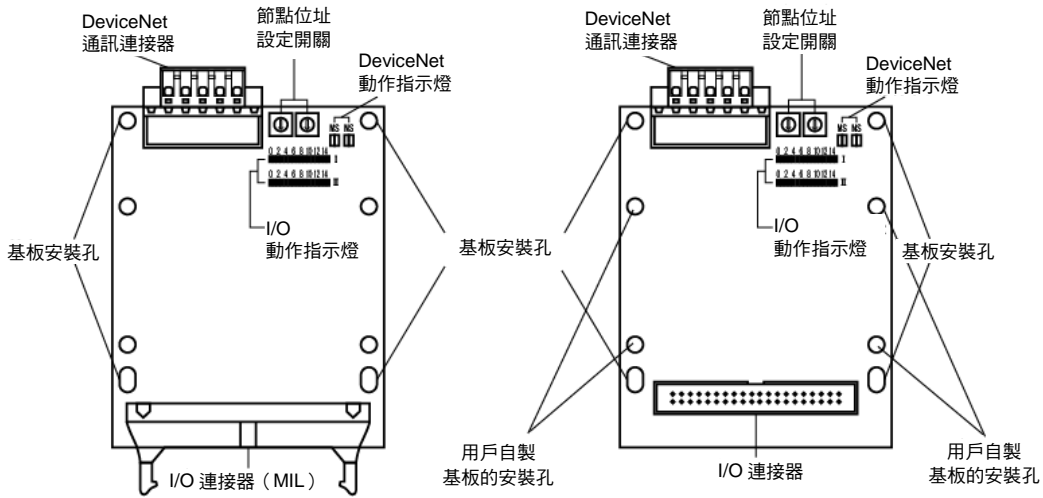 DeviceNet
通訊連接器
節點位址
設定開關
DeviceNet
動作指示燈
MS MS
0 2 4 6 8 10 12 14 I
0 2 4 6 8 10 12 14 II
I/O
動作指示燈
基板安裝孔
I/O 連接器(MIL)
DeviceNet
通訊連接器
節點位址
設定開關
DeviceNet
動作指示燈
MS MS
0 2 4 6 8 10 12 14 I
0 2 4 6 8 10 12 14 II
I/O
動作指示燈
基板安裝孔
基板安裝孔
用戶自製
基板的安裝孔
I/O 連接器
用戶自製
基板的安裝孔